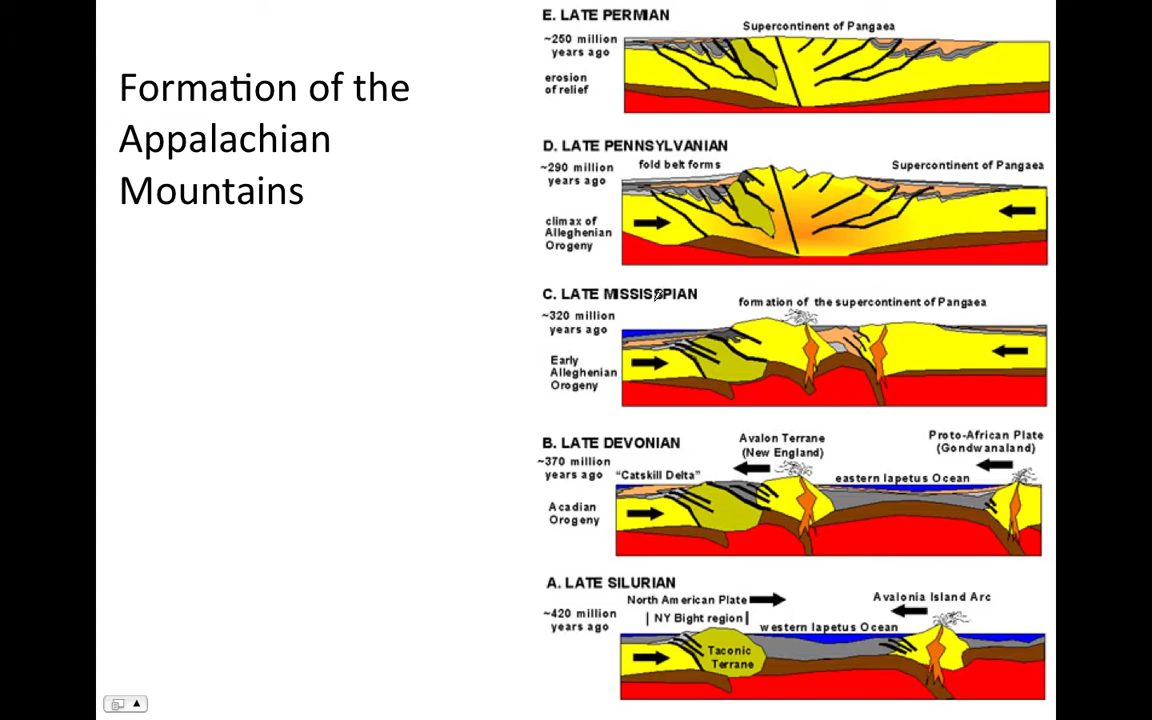 Formation of the
Appalachian
Mountains
E. LATE PERMIAN
Supercontinent of Pangaea
~250 million
years ago
erosion
of relief
D. LATE PENNSYLVANIAN
fold belt forms
Supercontinent of Pangaea
~290 million
years ago
climax of
Alleghenian
Orogeny
C. LATE MISSISSIPPIAN
formation of the supercontinent of Pangaea
~320 million
years ago
Early
Alleghenian
Orogeny
B. LATE DEVONIAN
Avalon Terrane
(New England)
Proto-African Plate
(Gondwanaland)
~370 million
years ago
"Catskill Delta"
eastern Iapetus Ocean
Acadian
Orogeny
A. LATE SILURIAN
North American Plate
Avalonia Island Arc
~420 million
years ago
| NY Bight region |
western Iapetus Ocean
Taconic
Terrane